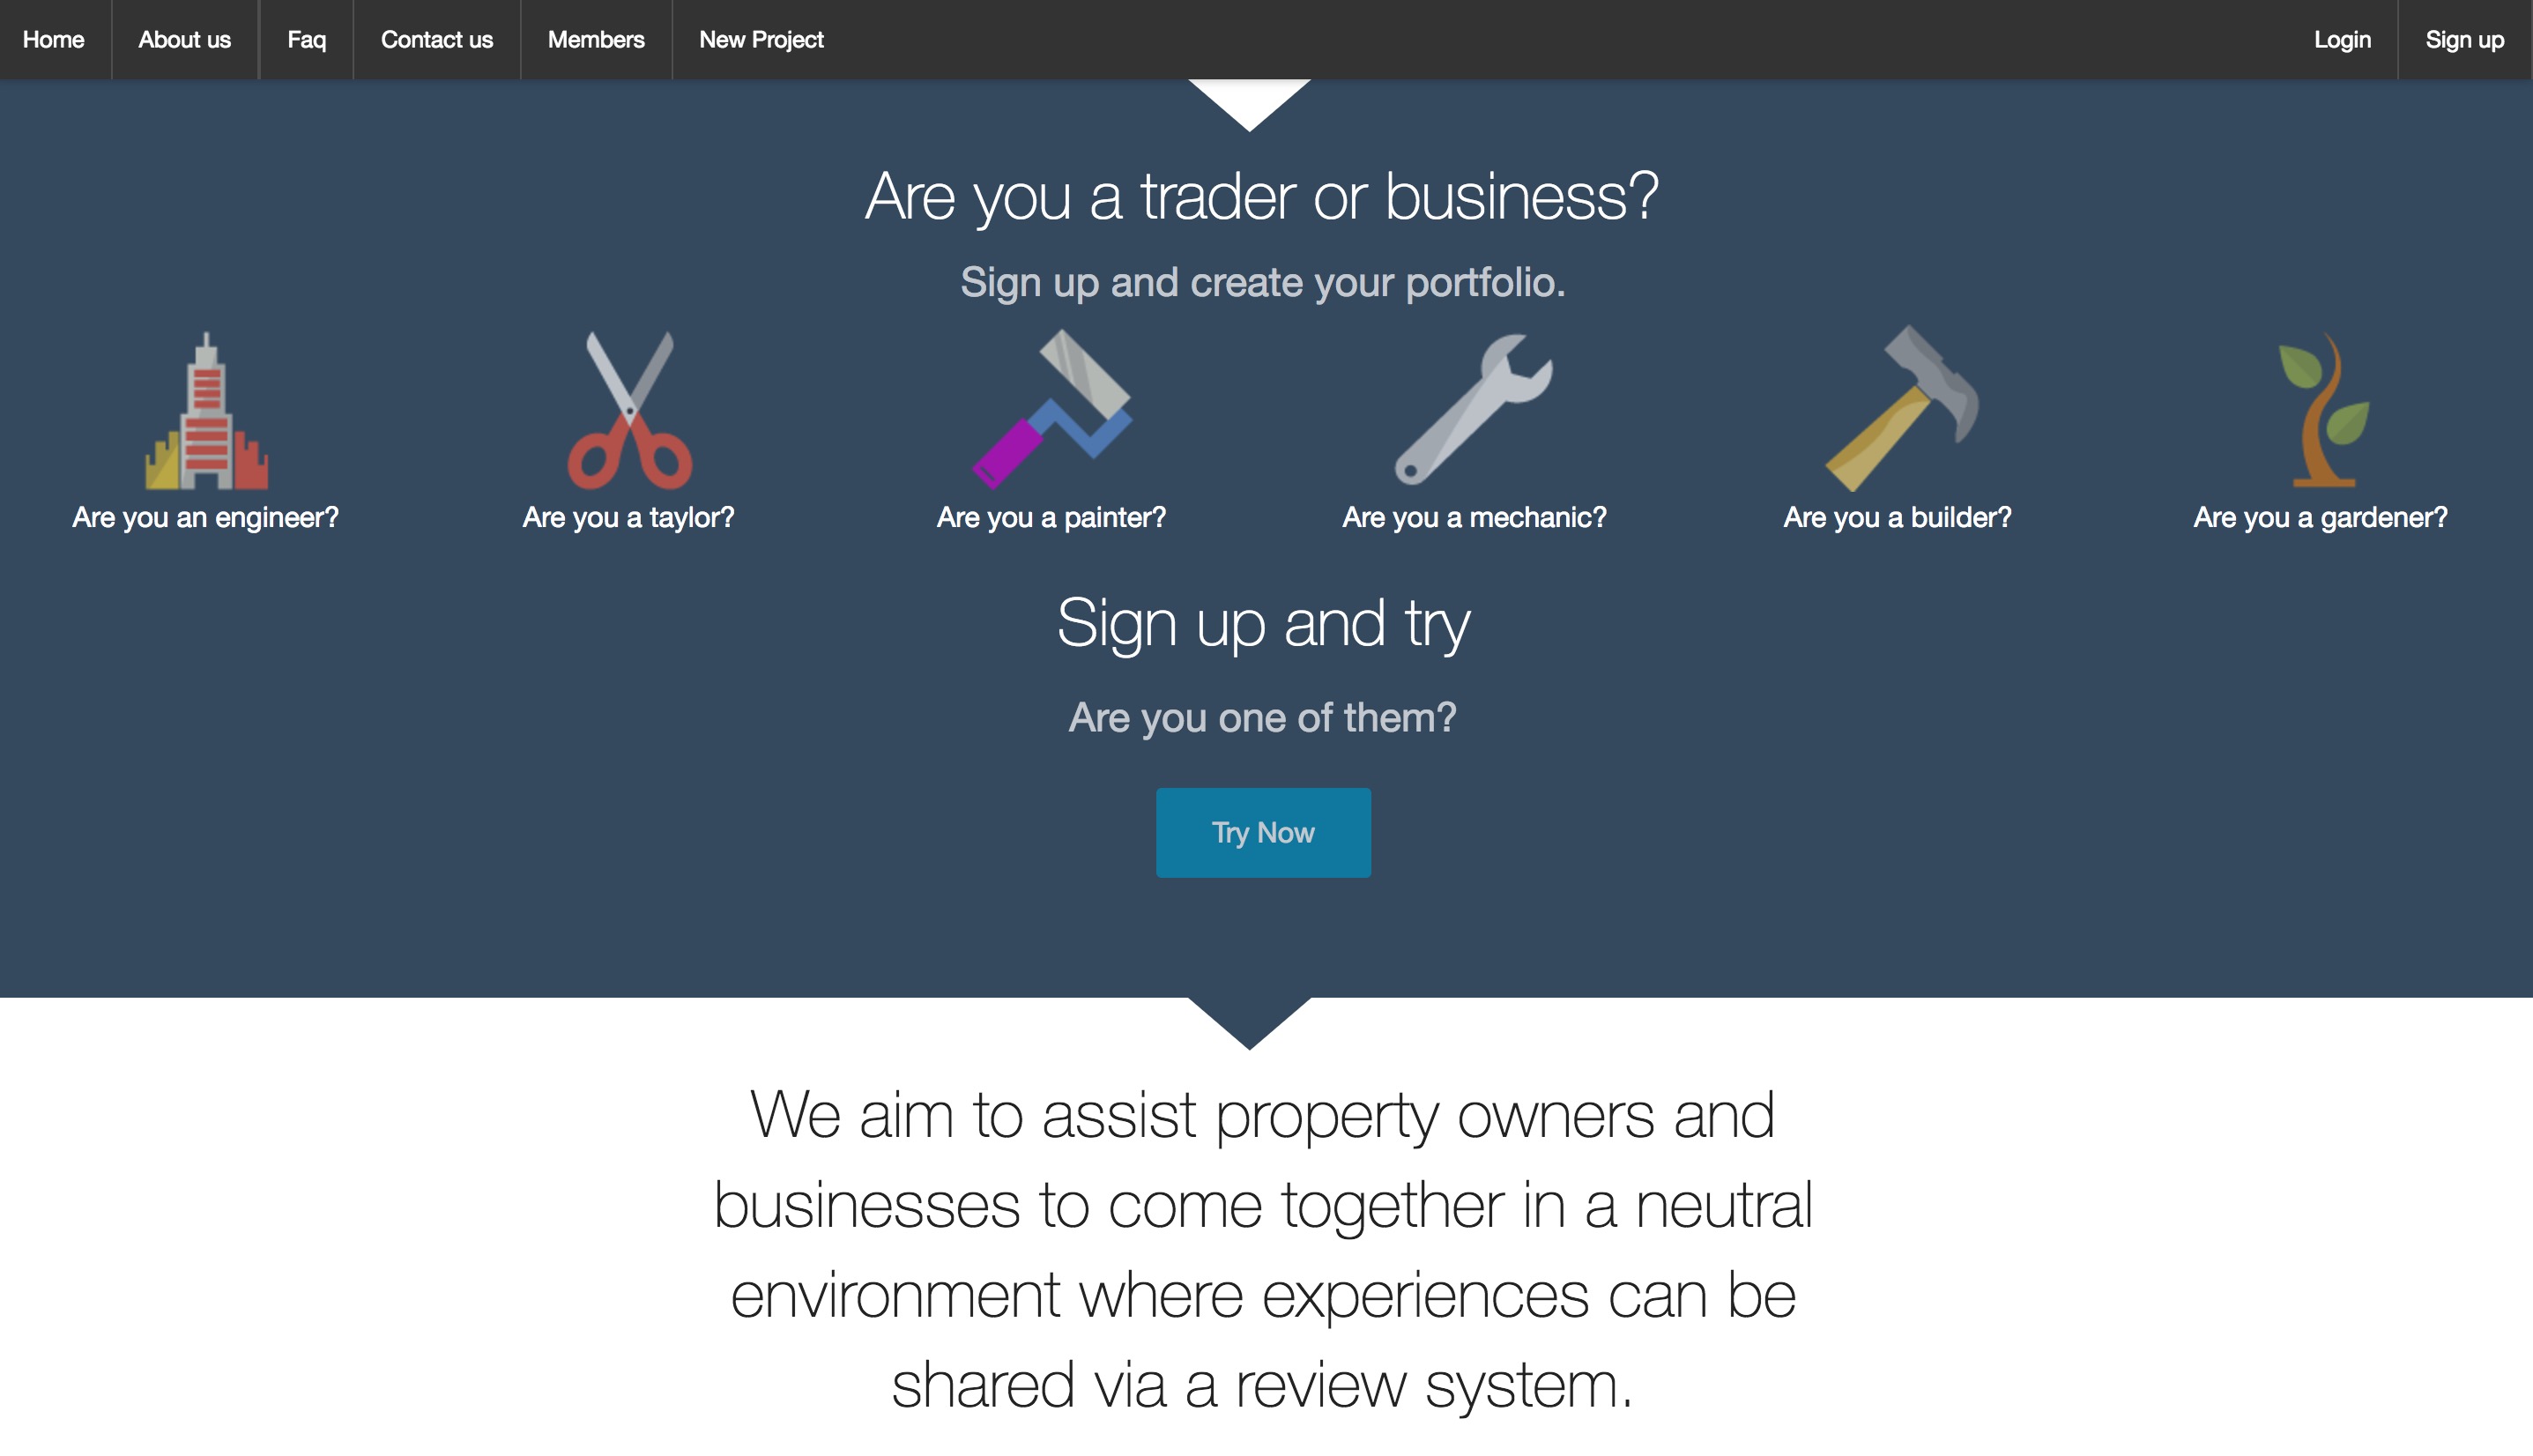 Home About us Faq Contact us Members New Project Login Sign up
Are you a trader or business?
Sign up and create your portfolio.
Are you an engineer? Are you a taylor? Are you a painter? Are you a mechanic? Are you a builder? Are you a gardener?
Sign up and try
Are you one of them?
Try Now
We aim to assist property owners and
businesses to come together in a neutral
environment where experiences can be
shared via a review system.